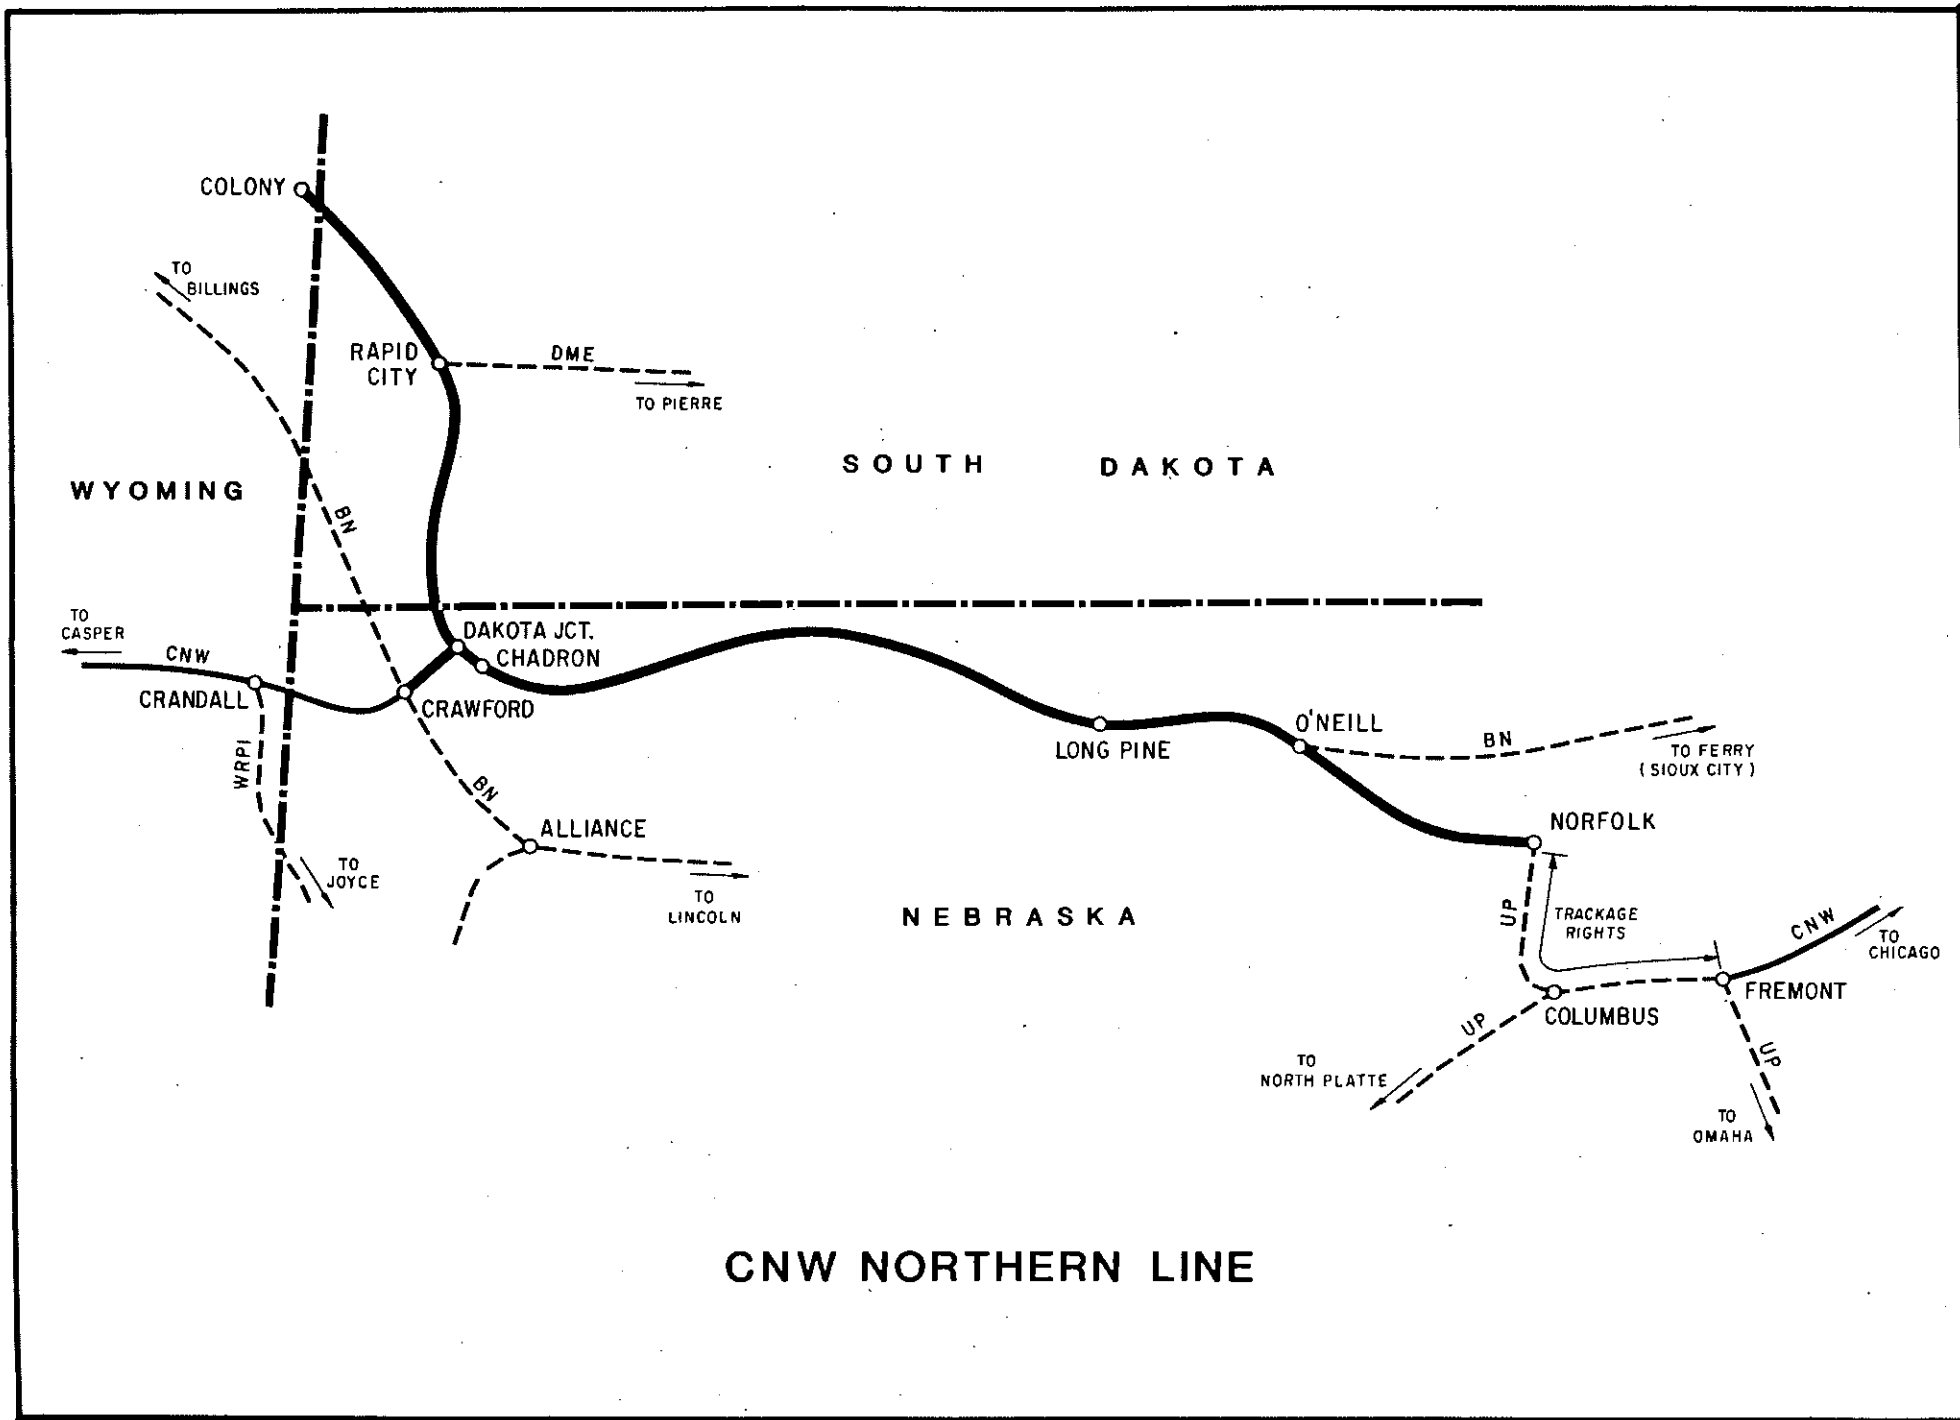 COLONY
TO
BILLINGS
RAPID
CITY
DME
TO PIERRE
SOUTH DAKOTA
WYOMING
BN
TO
CASPER
CNW
DAKOTA JCT.
CHADRON
CRANDALL
CRAWFORD
O'NEILL
LONG PINE
BN
TO FERRY
(SIOUX CITY)
WRPI
BN
ALLIANCE
NORFOLK
TO
JOYCE
TO
LINCOLN
NEBRASKA
UP
TRACKAGE
RIGHTS
CNW
TO
CHICAGO
FREMONT
COLUMBUS
UP
UP
TO
NORTH PLATTE
TO
OMAHA
CNW NORTHERN LINE